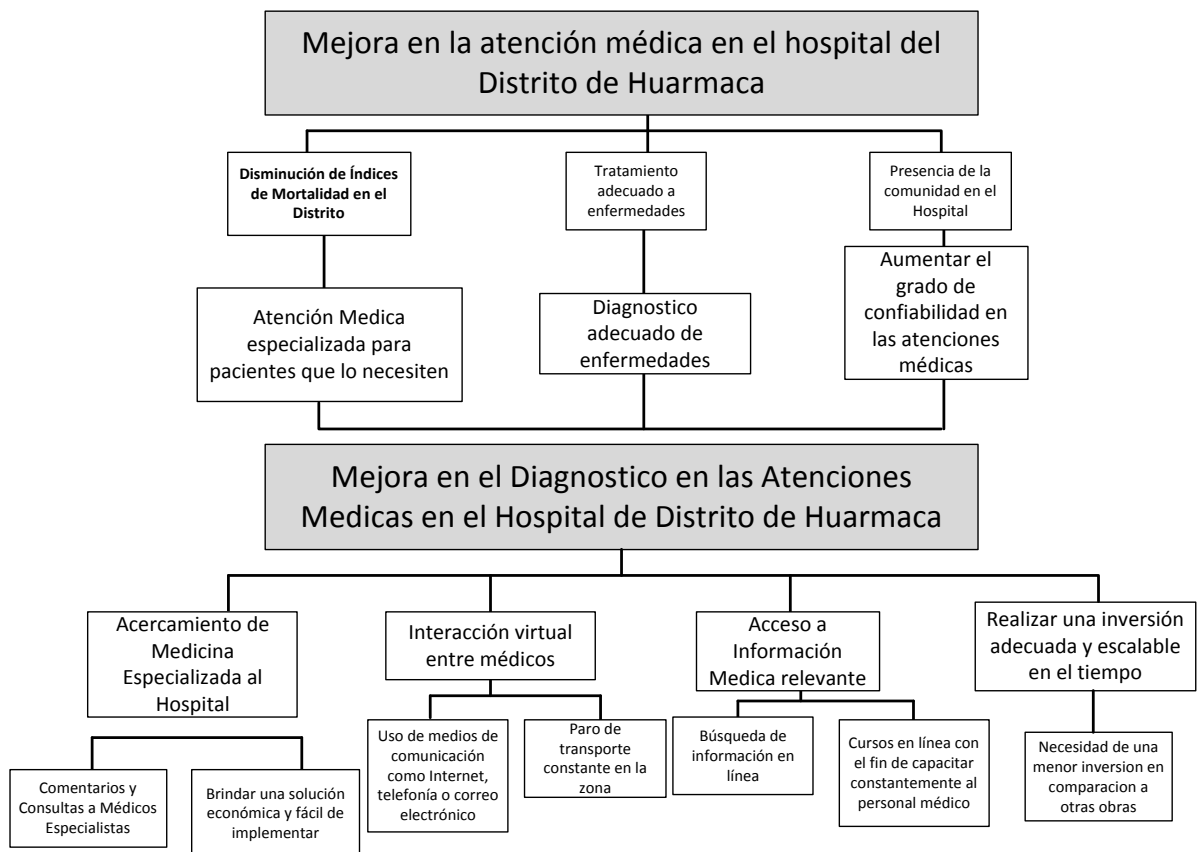 Mejora en la atención médica en el hospital del
Distrito de Huarmaca
Disminución de Índices
de Mortalidad en el
Distrito
Tratamiento
adecuado a
enfermedades
Presencia de la
comunidad en el
Hospital
Atención Medica
especializada para
pacientes que lo necesiten
Diagnostico
adecuado de
enfermedades
Aumentar el
grado de
confiabilidad en
las atenciones
médicas
Mejora en el Diagnostico en las Atenciones
Medicas en el Hospital de Distrito de Huarmaca
Acercamiento de
Medicina
Especializada al
Hospital
Interacción virtual
entre médicos
Acceso a
Información
Medica relevante
Realizar una inversión
adecuada y escalable
en el tiempo
Comentarios y
Consultas a Médicos
Especialistas
Brindar una solución
económica y fácil de
implementar
Uso de medios de
comunicación
como Internet,
telefonía o correo
electrónico
Paro de
transporte
constante en la
zona
Búsqueda de
información en
línea
Cursos en línea con
el fin de capacitar
constantemente al
personal médico
Necesidad de una
menor inversion en
comparacion a
otras obras